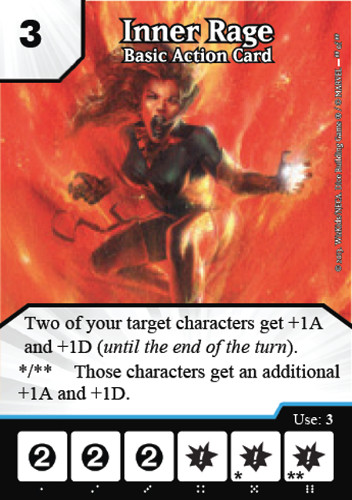 3
Inner Rage
Basic Action Card
Two of your target characters get +1A
and +1D (until the end of the turn).
*/** Those characters get an additional
+1A and +1D.
Use: 3
2 2 2 ! ! * ! **